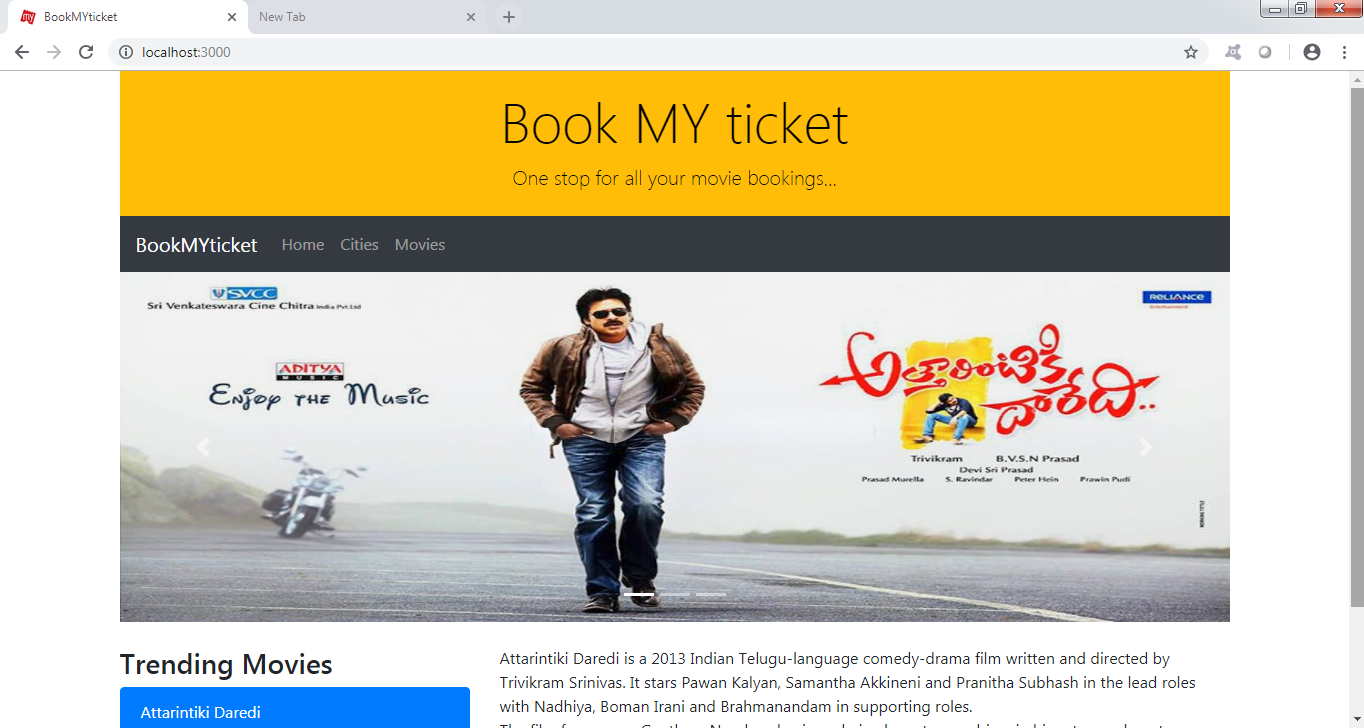 BookMYticket
New Tab
localhost:3000
Book MY ticket
One stop for all your movie bookings...
BookMYticket Home Cities Movies
SVCC
Sri Venkateswara Cine Chitra India Pvt.Ltd
RELIANCE
Entertainment
ADITYA
MUSIC
Enjoy the Music
అత్తారింటికి
దారేది..
Trivikram B.V.S.N Prasad
Devi Sri Prasad
Prasad Murella S. Ravindar Peter Hein Prawin Pudi
Trending Movies
Attarintiki Daredi
Attarintiki Daredi is a 2013 Indian Telugu-language comedy-drama film written and directed by
Trivikram Srinivas. It stars Pawan Kalyan, Samantha Akkineni and Pranitha Subhash in the lead roles
with Nadhiya, Boman Irani and Brahmanandam in supporting roles.